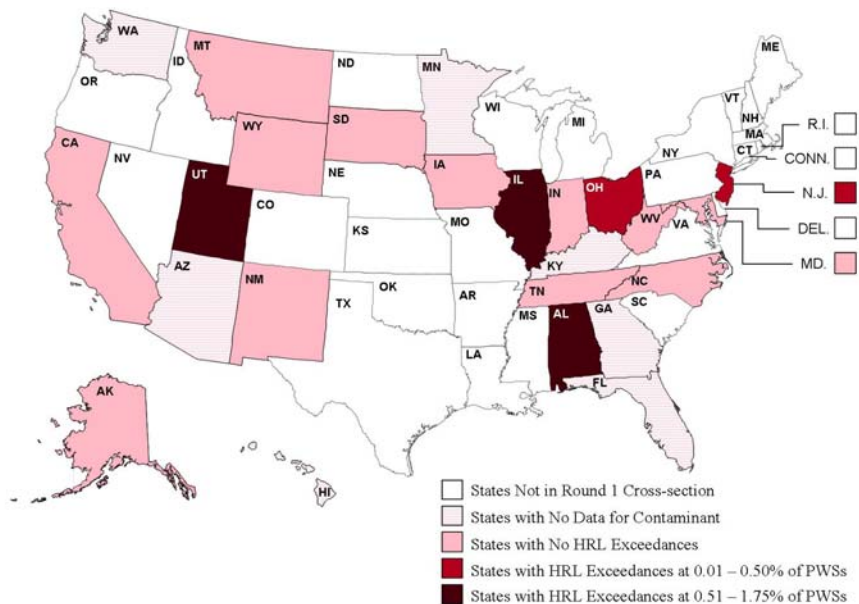 WA
MT
ND
MN
ME
OR
ID
WI
MI
VT
NH
MA
CT
NY
R.I.
SD
WY
CONN.
CA
NV
NE
IA
PA
N.J.
UT
IL
IN
OH
CO
MO
WV
VA
DEL.
KS
KY
MD.
AZ
NM
TN
NC
OK
TX
AR
MS
AL
GA
SC
LA
FL
AK
HI
States Not in Round 1 Cross-section
States with No Data for Contaminant
States with No HRL Exceedances
States with HRL Exceedances at 0.01 – 0.50% of PWSs
States with HRL Exceedances at 0.51 – 1.75% of PWSs